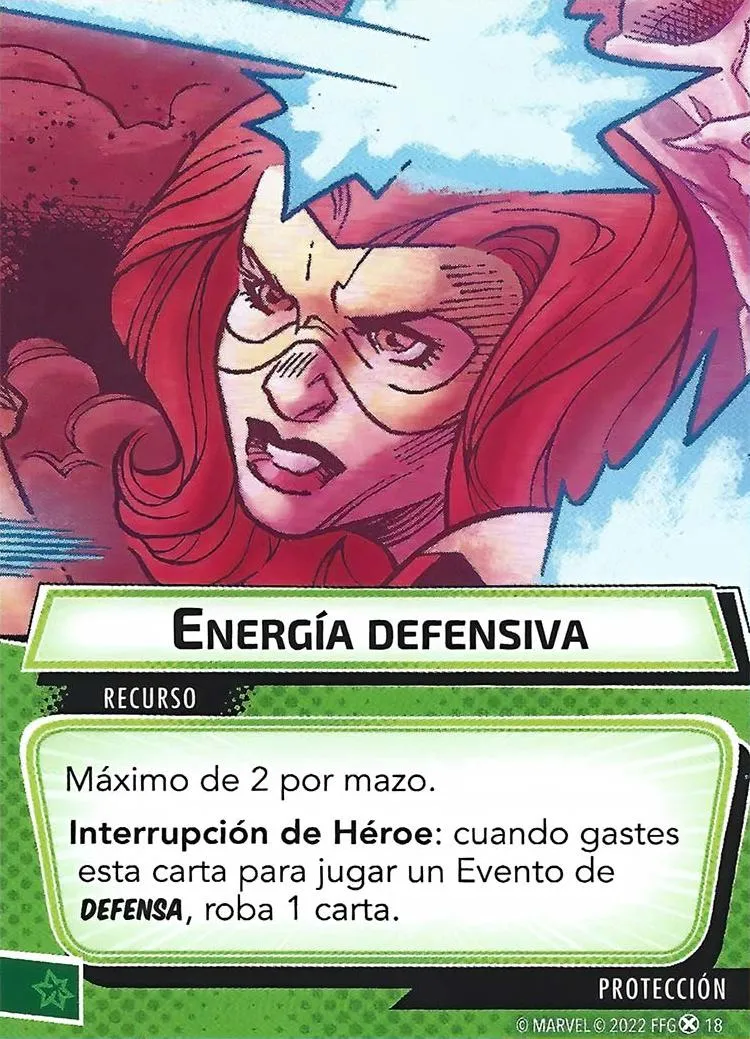 ENERGÍA DEFENSIVA
RECURSO
Máximo de 2 por mazo.
Interrupción de Héroe: cuando gastes
esta carta para jugar un Evento de
DEFENSA, roba 1 carta.
PROTECCIÓN
© MARVEL © 2022 FFG 18